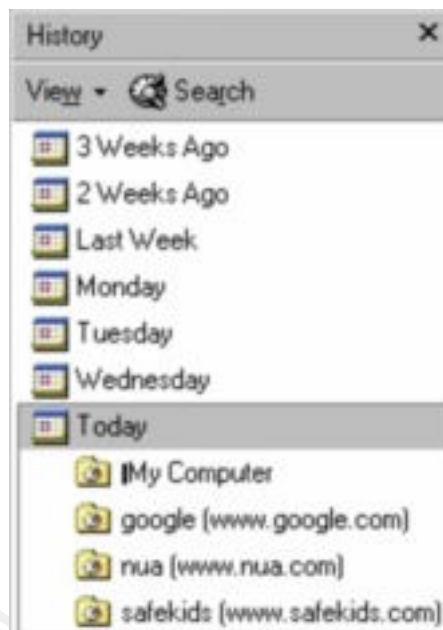 History
View Search
3 Weeks Ago
2 Weeks Ago
Last Week
Monday
Tuesday
Wednesday
Today
My Computer
google (www.google.com)
nua (www.nua.com)
safekids (www.safekids.com)